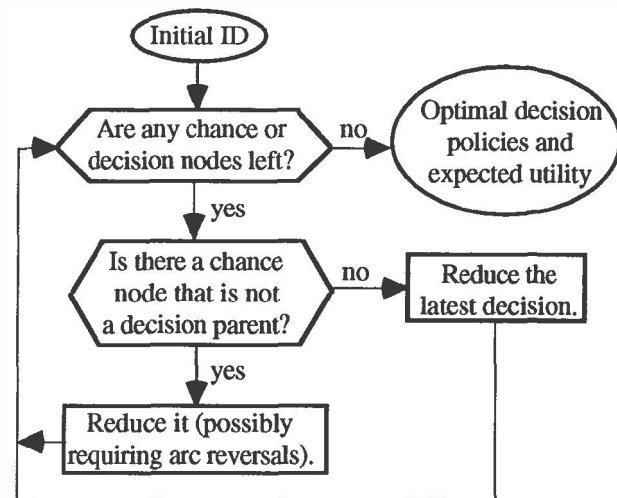 Initial ID
Are any chance or
decision nodes left?
no
Optimal decision
policies and
expected utility
yes
Is there a chance
node that is not
a decision parent?
no
Reduce the
latest decision.
yes
Reduce it (possibly
requiring arc reversals).